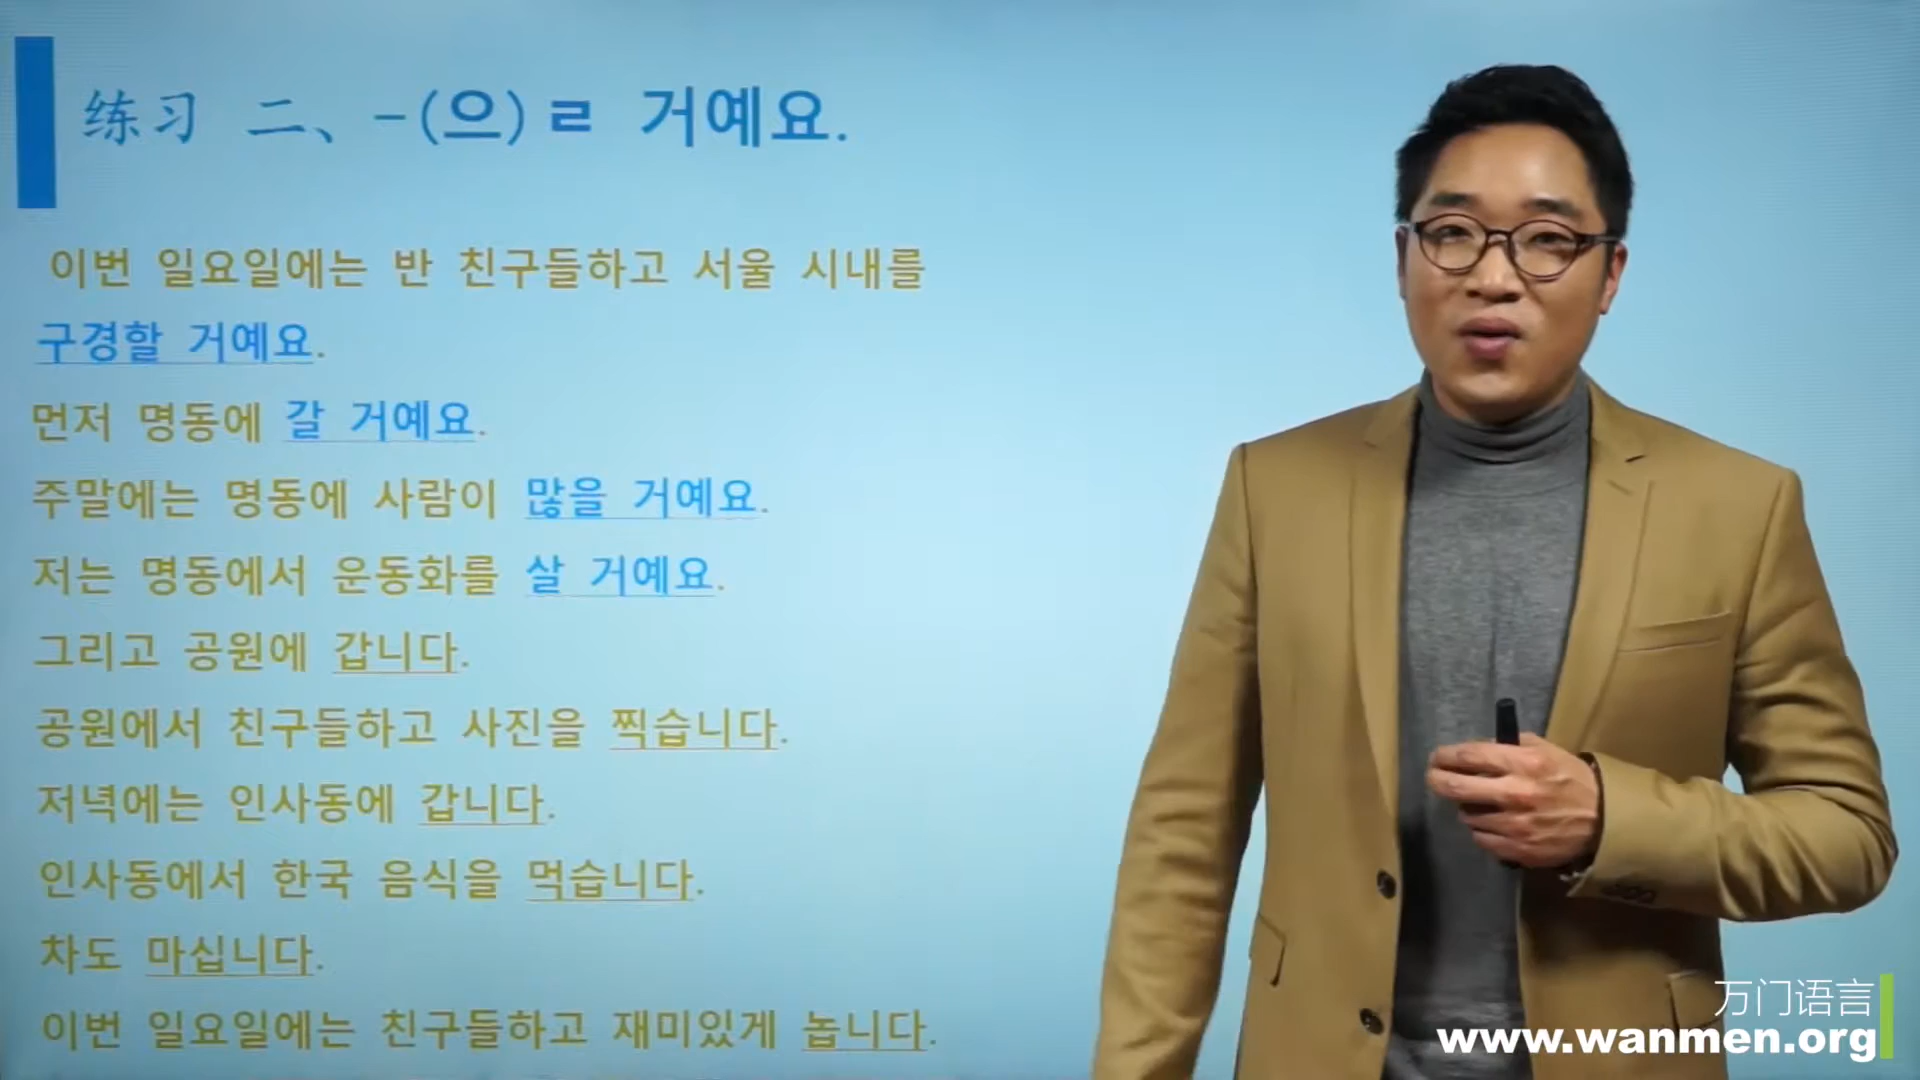 练习 二、-(으)ㄹ 거예요.
이번 일요일에는 반 친구들하고 서울 시내를
구경할 거예요.
먼저 명동에 갈 거예요.
주말에는 명동에 사람이 많을 거예요.
저는 명동에서 운동화를 살 거예요.
그리고 공원에 갑니다.
공원에서 친구들하고 사진을 찍습니다.
저녁에는 인사동에 갑니다.
인사동에서 한국 음식을 먹습니다.
차도 마십니다.
이번 일요일에는 친구들하고 재미있게 놉니다.
万门语言
www.wanmen.org